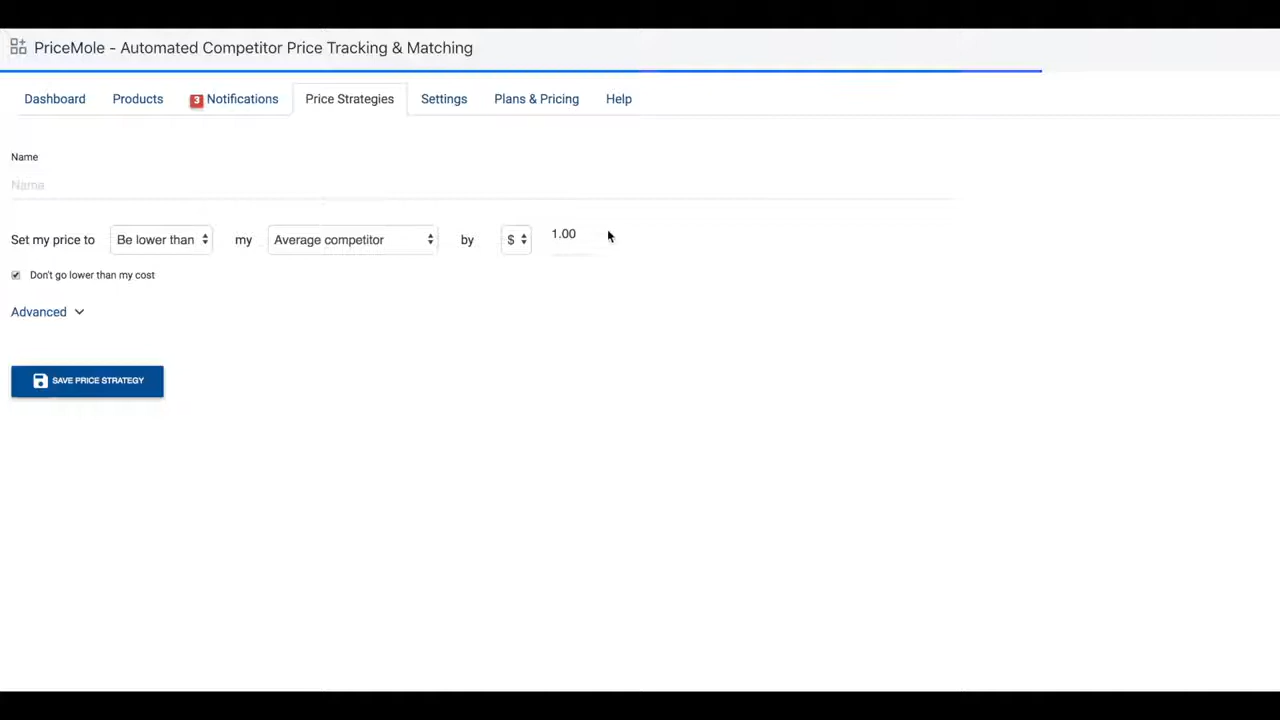 PriceMole - Automated Competitor Price Tracking & Matching
Dashboard Products 3 Notifications Price Strategies Settings Plans & Pricing Help
Name
Name
Set my price to Be lower than my Average competitor by $ 1.00
Don't go lower than my cost
Advanced
SAVE PRICE STRATEGY